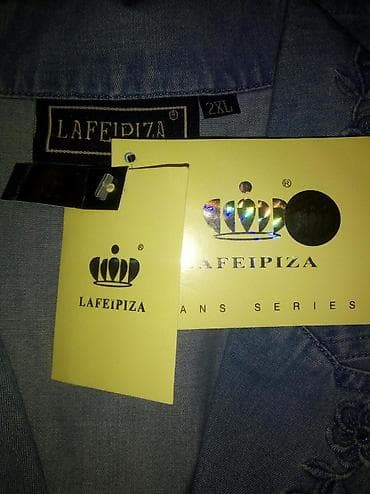 LAFEIPIZA ®
2XL
®
LAFEIPIZA
ANS SERIES
®
LAFEIPIZA